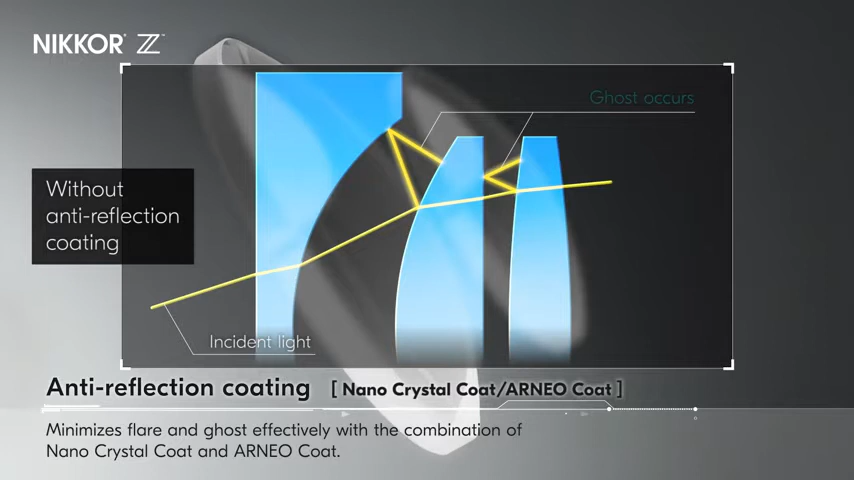 NIKKOR Z
Ghost occurs
Without
anti-reflection
coating
Incident light
Anti-reflection coating [ Nano Crystal Coat/ARNEO Coat ]
Minimizes flare and ghost effectively with the combination of
Nano Crystal Coat and ARNEO Coat.